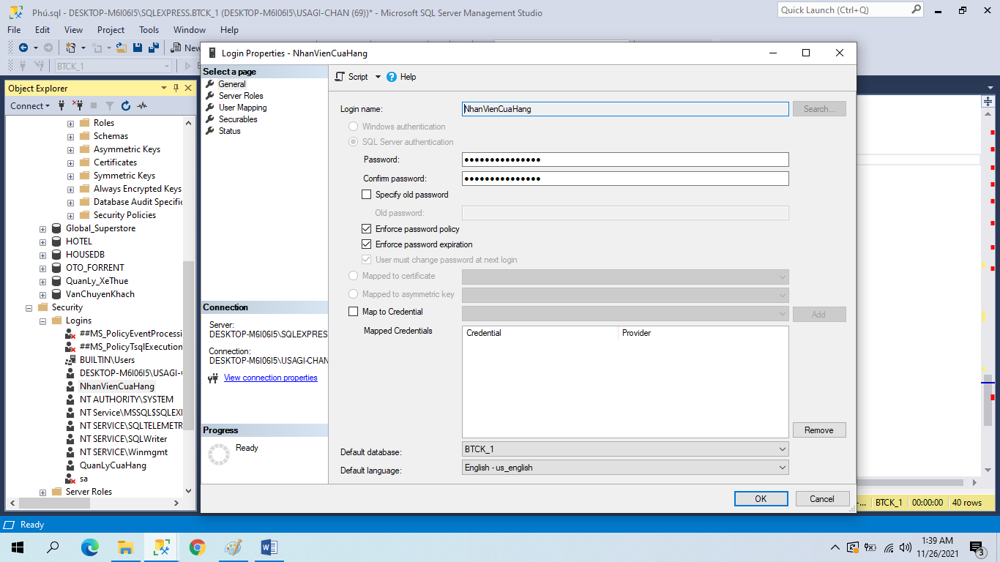 Phú.sql - DESKTOP-M6I06I5\SQLEXPRESS.BTCK_1 (DESKTOP-M6I06I5\USAGI-CHAN (69))* - Microsoft SQL Server Management Studio
Quick Launch (Ctrl+Q)
File Edit View Project Tools Window Help
New
BTCK_1
Object Explorer
Connect
Roles
Schemas
Asymmetric Keys
Certificates
Symmetric Keys
Always Encrypted Keys
Database Audit Specific
Security Policies
Global_Superstore
HOTEL
HOUSEDB
OTO_FORRENT
QuanLy_XeThue
VanChuyenKhach
Security
Logins
##MS_PolicyEventProcessi
##MS_PolicyTsqlExecution
BUILTIN\Users
DESKTOP-M6I06I5\USAGI-
NhanVienCuaHang
NT AUTHORITY\SYSTEM
NT Service\MSSQL$SQLEXI
NT SERVICE\SQLTELEMETR
NT SERVICE\SQLWriter
NT SERVICE\Winmgmt
QuanLyCuaHang
sa
Server Roles
Login Properties - NhanVienCuaHang
Select a page
General
Server Roles
User Mapping
Securables
Status
Connection
Server:
DESKTOP-M6I06I5\SQLEXPRESS
Connection:
DESKTOP-M6I06I5\USAGI-CHAN
View connection properties
Progress
Ready
Script Help
Login name: NhanVienCuaHang Search...
Windows authentication
SQL Server authentication
Password: ●●●●●●●●●●●●●●●
Confirm password: ●●●●●●●●●●●●●●●
Specify old password
Old password:
Enforce password policy
Enforce password expiration
User must change password at next login
Mapped to certificate
Mapped to asymmetric key
Map to Credential Add
Mapped Credentials Credential Provider
Remove
Default database: BTCK_1
Default language: English - us_english
OK Cancel
... BTCK_1 00:00:00 40 rows
Ready
1:39 AM
11/26/2021
3